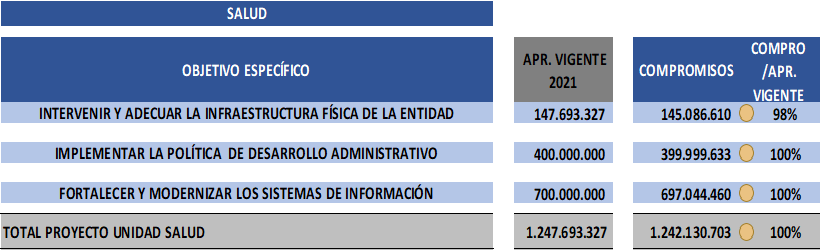 SALUD
OBJETIVO ESPECÍFICO APR. VIGENTE 2021 COMPROMISOS COMPRO /APR. VIGENTE
INTERVENIR Y ADECUAR LA INFRAESTRUCTURA FÍSICA DE LA ENTIDAD 147.693.327 145.086.610 98%
IMPLEMENTAR LA POLÍTICA DE DESARROLLO ADMINISTRATIVO 400.000.000 399.999.633 100%
FORTALECER Y MODERNIZAR LOS SISTEMAS DE INFORMACIÓN 700.000.000 697.044.460 100%
TOTAL PROYECTO UNIDAD SALUD 1.247.693.327 1.242.130.703 100%